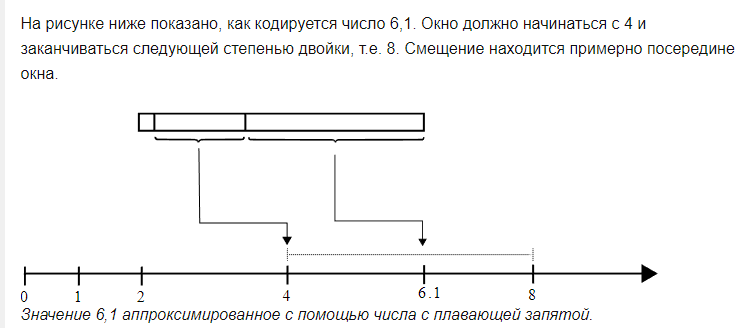 На рисунке ниже показано, как кодируется число 6,1. Окно должно начинаться с 4 и
заканчиваться следующей степенью двойки, т.е. 8. Смещение находится примерно посередине
окна.
0 1 2 4 6.1 8
Значение 6,1 аппроксимированное с помощью числа с плавающей запятой.